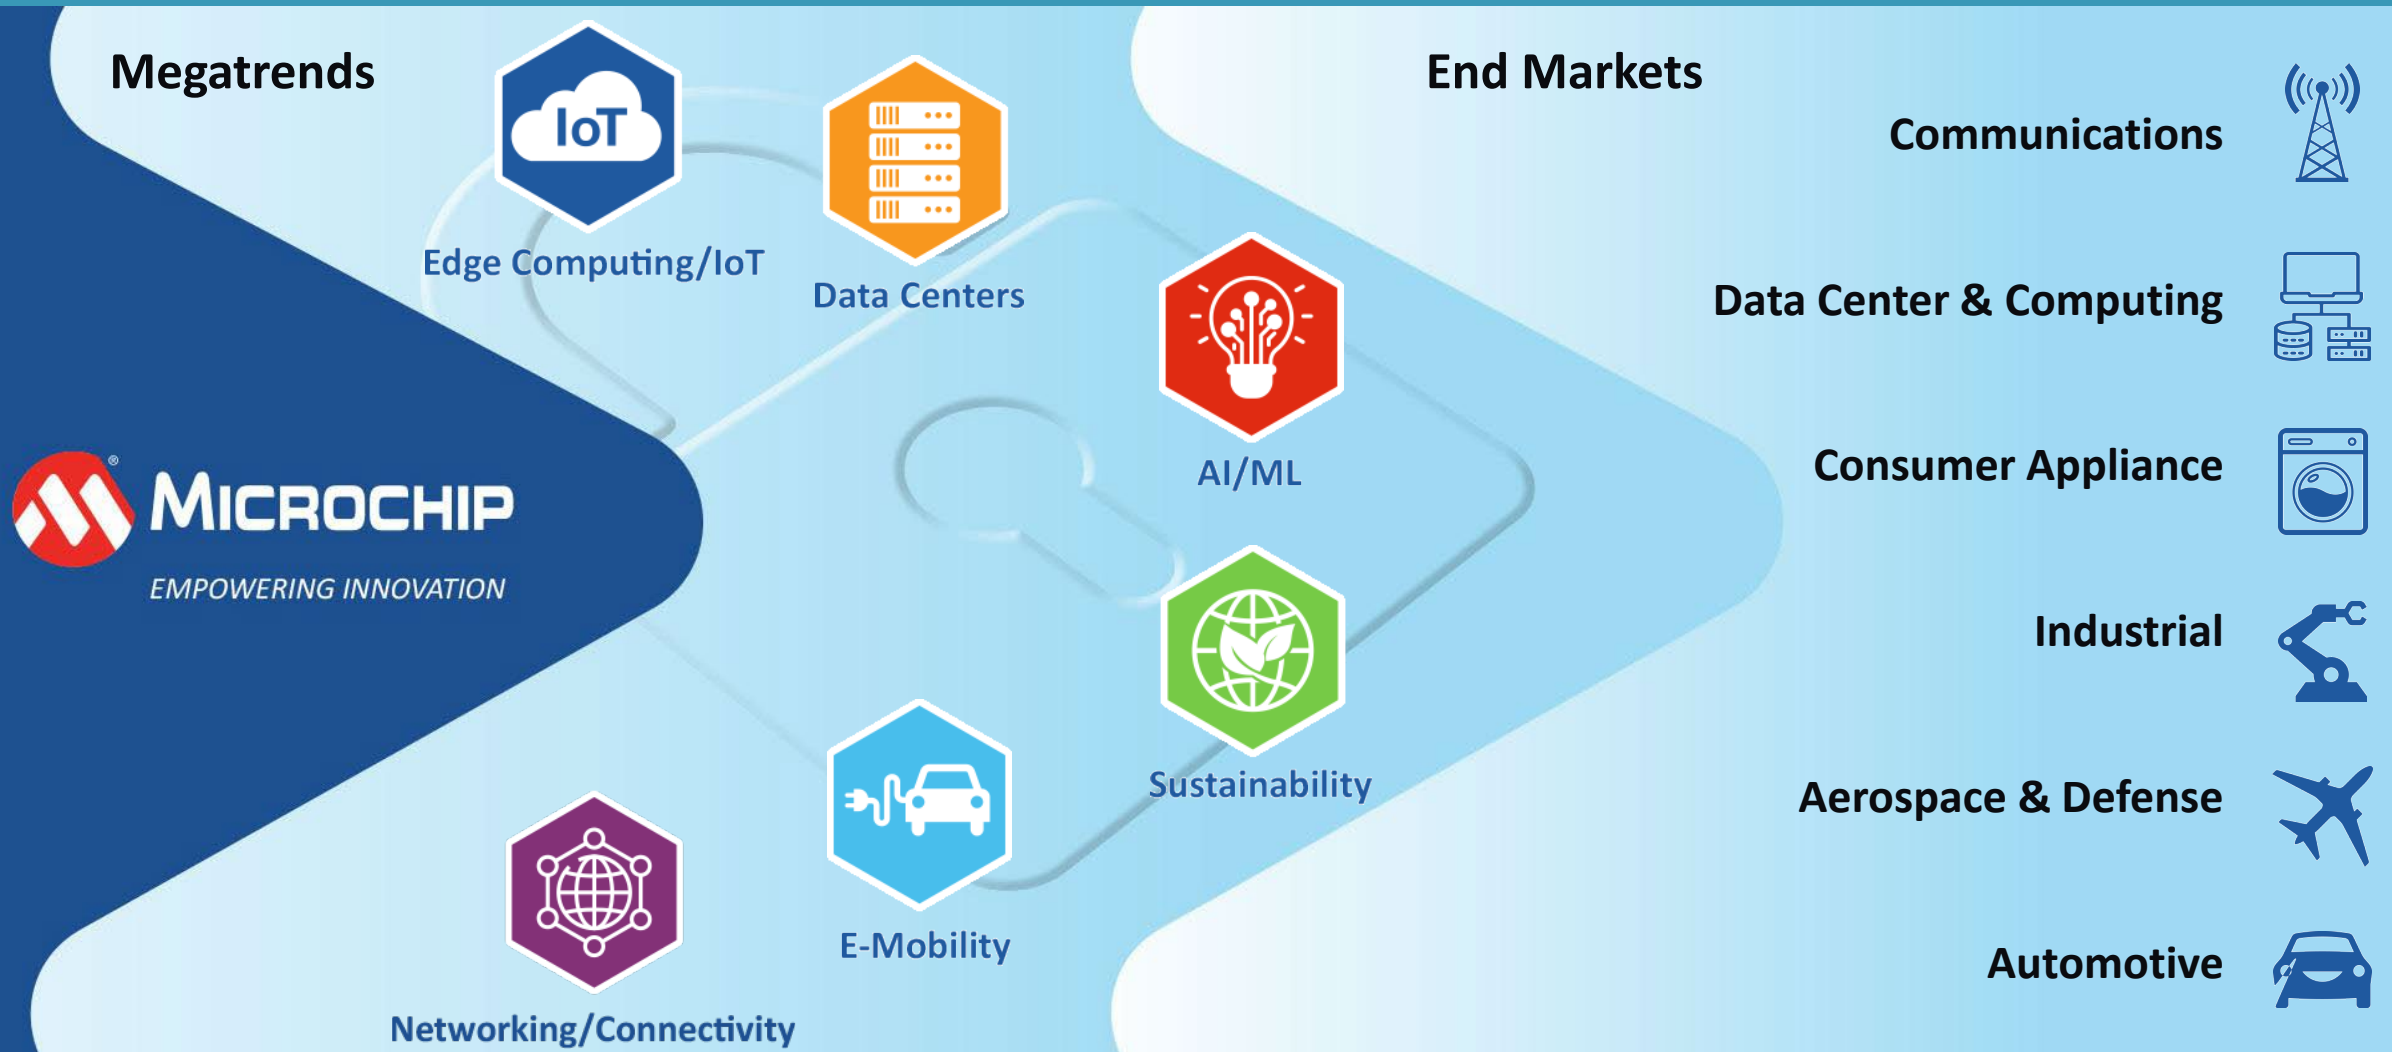 Megatrends
IoT
Edge Computing/IoT
Data Centers
AI/ML
Sustainability
E-Mobility
Networking/Connectivity
MICROCHIP
®
EMPOWERING INNOVATION
End Markets
Communications
Data Center & Computing
Consumer Appliance
Industrial
Aerospace & Defense
Automotive